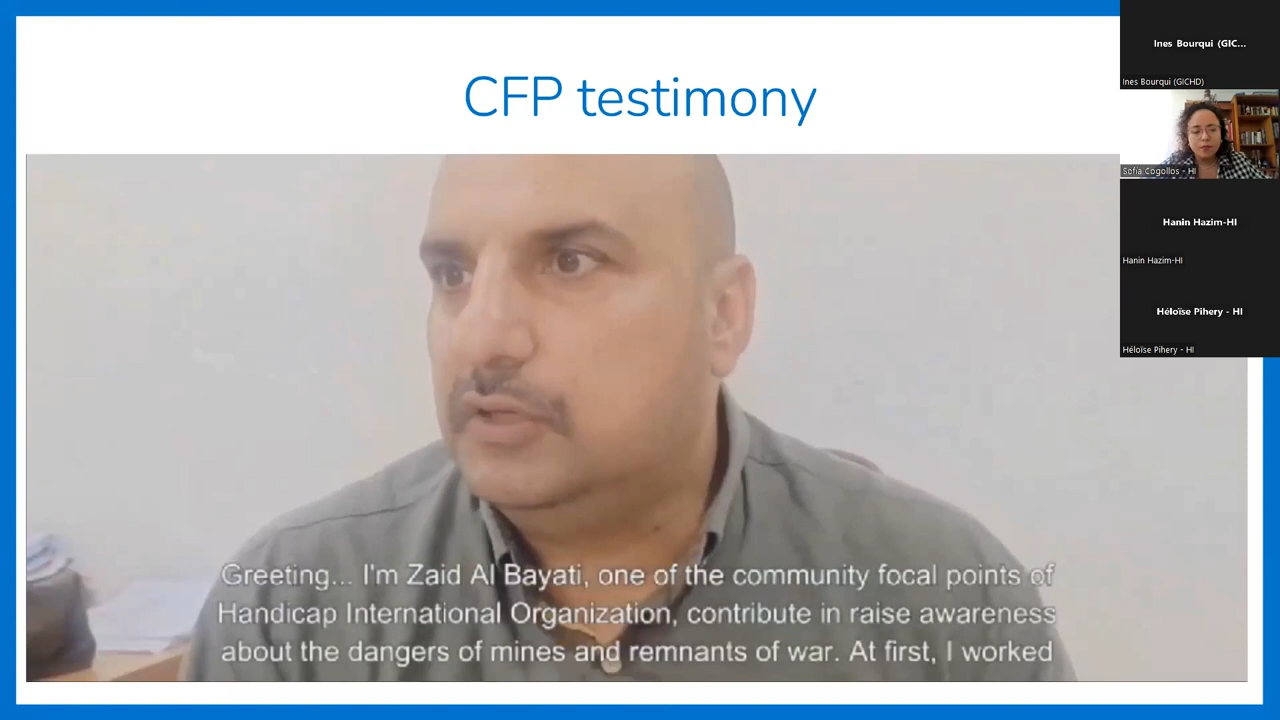 CFP testimony
Greeting... I'm Zaid Al Bayati, one of the community focal points of
Handicap International Organization, contribute in raise awareness
about the dangers of mines and remnants of war. At first, I worked
Ines Bourqui (GIC...
Ines Bourqui (GICHD)
Sofia Cogollos - HI
Hanin Hazim-HI
Hanin Hazim-HI
Héloïse Pihery - HI
Héloïse Pihery - HI